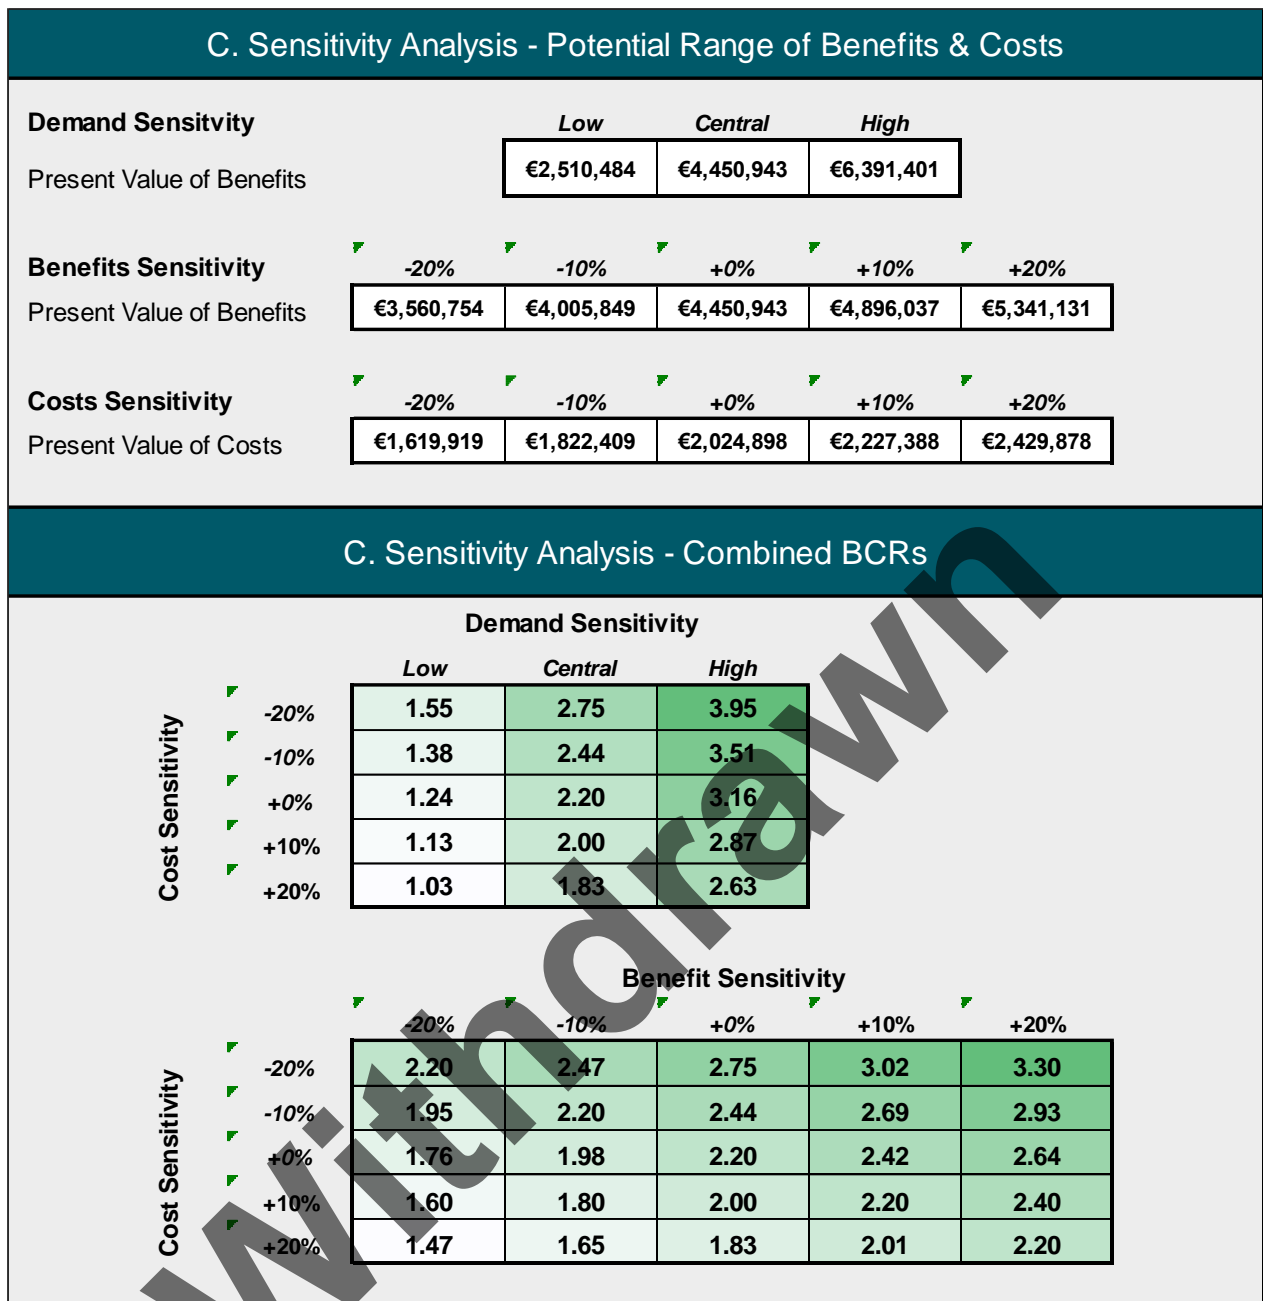 C. Sensitivity Analysis - Potential Range of Benefits & Costs
Demand Sensitvity Low Central High
Present Value of Benefits €2,510,484 €4,450,943 €6,391,401
Benefits Sensitivity -20% -10% +0% +10% +20%
Present Value of Benefits €3,560,754 €4,005,849 €4,450,943 €4,896,037 €5,341,131
Costs Sensitivity -20% -10% +0% +10% +20%
Present Value of Costs €1,619,919 €1,822,409 €2,024,898 €2,227,388 €2,429,878
C. Sensitivity Analysis - Combined BCRs
Demand Sensitivity
Low Central High
Cost Sensitivity
-20% 1.55 2.75 3.95
-10% 1.38 2.44 3.51
+0% 1.24 2.20 3.16
+10% 1.13 2.00 2.87
+20% 1.03 1.83 2.63
Benefit Sensitivity
-20% -10% +0% +10% +20%
Cost Sensitivity
-20% 2.20 2.47 2.75 3.02 3.30
-10% 1.95 2.20 2.44 2.69 2.93
+0% 1.76 1.98 2.20 2.42 2.64
+10% 1.60 1.80 2.00 2.20 2.40
+20% 1.47 1.65 1.83 2.01 2.20
Withdrawn